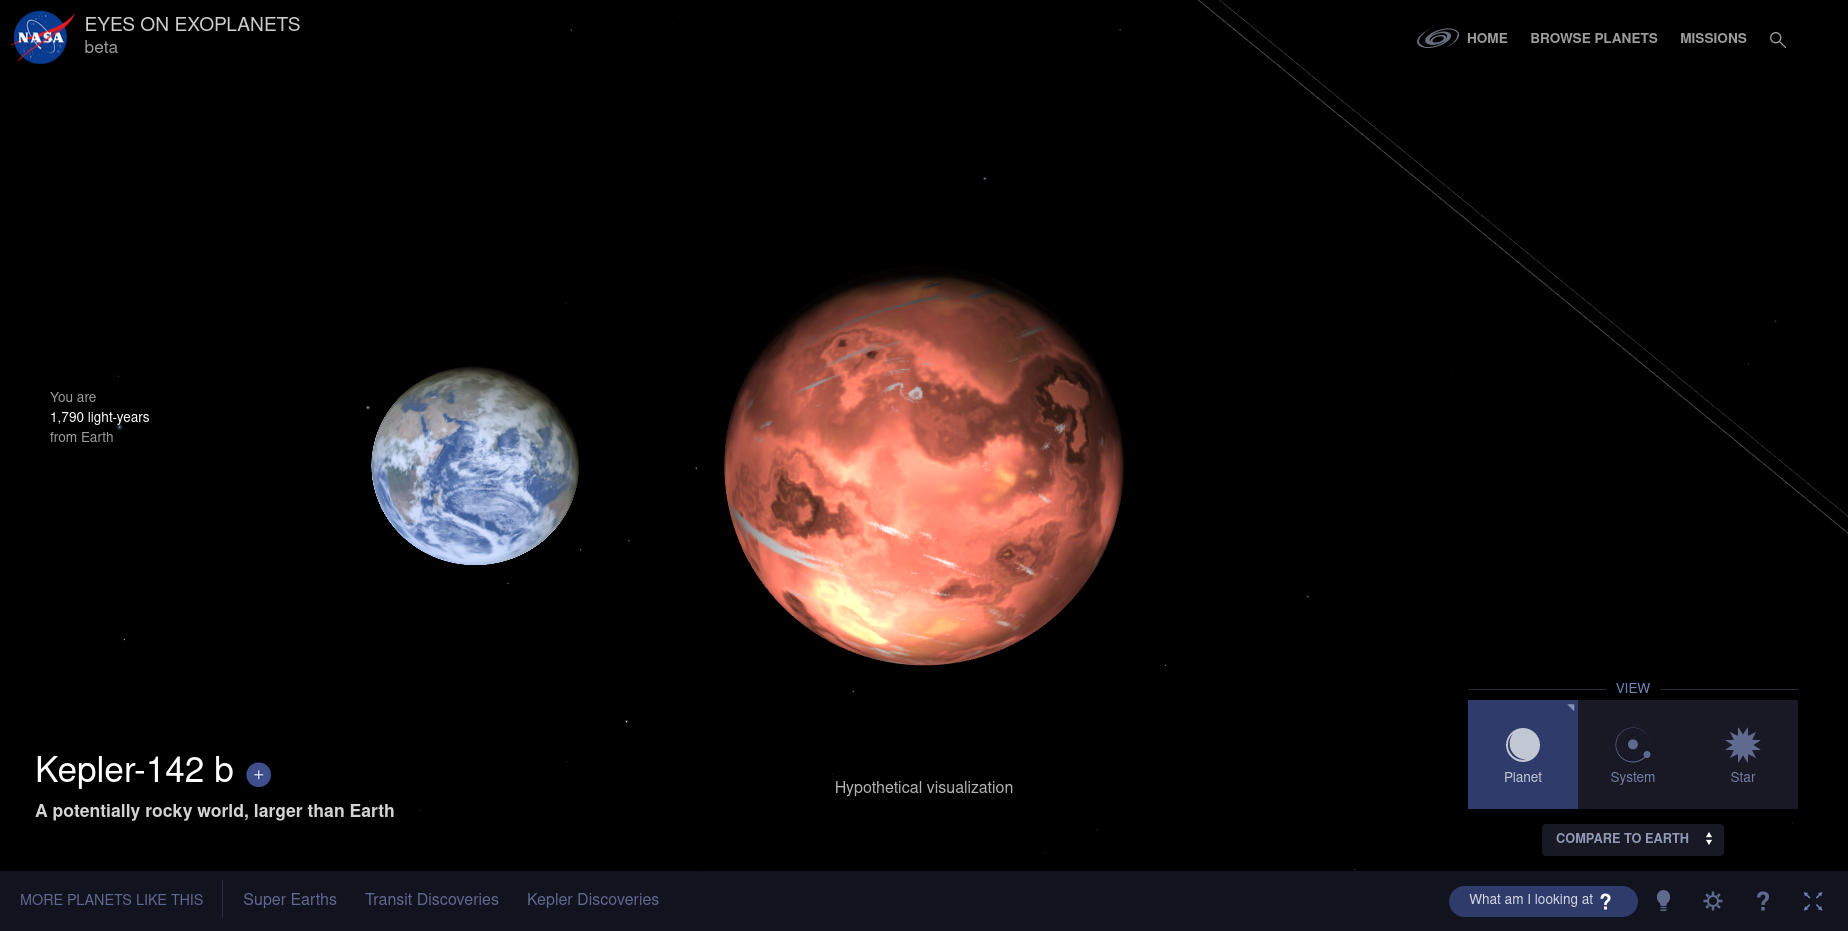 NASA
EYES ON EXOPLANETS
beta
HOME
BROWSE PLANETS
MISSIONS
You are
1,790 light-years
from Earth
Kepler-142 b +
A potentially rocky world, larger than Earth
Hypothetical visualization
VIEW
Planet
System
Star
COMPARE TO EARTH
MORE PLANETS LIKE THIS
Super Earths
Transit Discoveries
Kepler Discoveries
What am I looking at ?
?